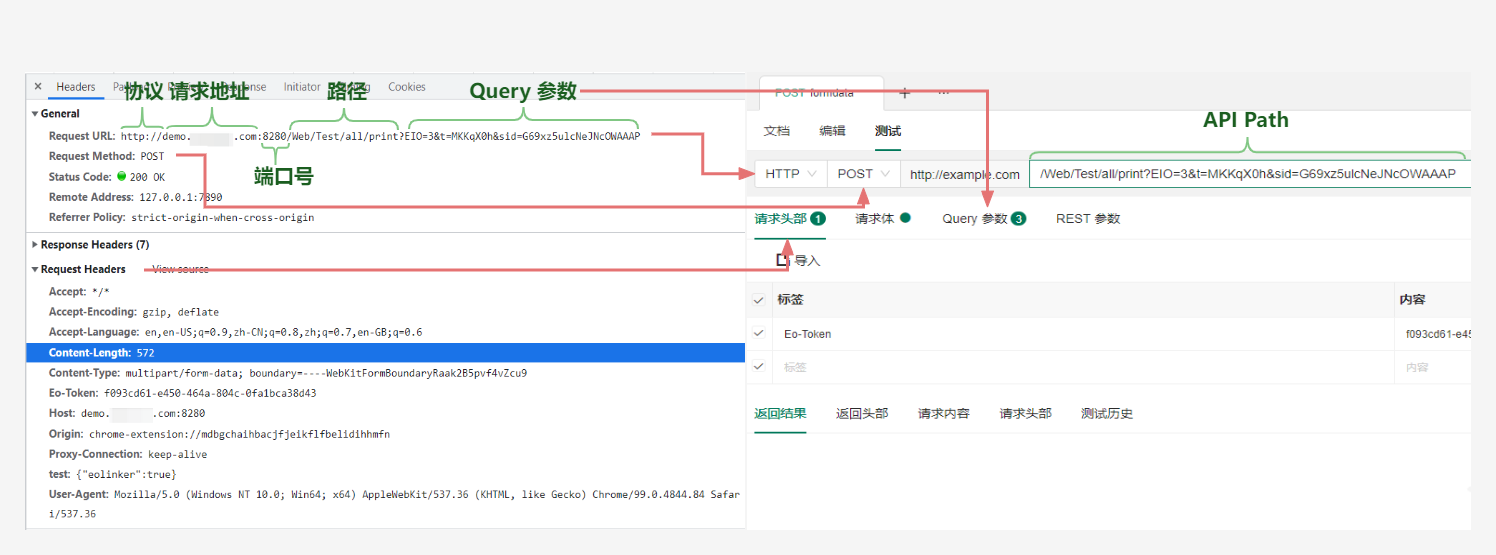 Headers Response Initiator Cookies
协议 请求地址 路径 Query 参数
General
Request URL: http://demo. .com:8280/Web/Test/all/print?EIO=3&t=MKKqX0h&sid=G69xz5ulcNeJNcOWAAAP
端口号
Request Method: POST
Status Code: 200 OK
Remote Address: 127.0.0.1:7890
Referrer Policy: strict-origin-when-cross-origin
Response Headers (7)
Request Headers View source
Accept: */*
Accept-Encoding: gzip, deflate
Accept-Language: en,en-US;q=0.9,zh-CN;q=0.8,zh;q=0.7,en-GB;q=0.6
Content-Length: 572
Content-Type: multipart/form-data; boundary=----WebKitFormBoundaryRaak2B5pvf4vZcu9
Eo-Token: f093cd61-e450-464a-804c-0fa1bca38d43
Host: demo. .com:8280
Origin: chrome-extension://mdbgchaihbacjfjeikflfbelidihhmfn
Proxy-Connection: keep-alive
test: {"eolinker":true}
User-Agent: Mozilla/5.0 (Windows NT 10.0; Win64; x64) AppleWebKit/537.36 (KHTML, like Gecko) Chrome/99.0.4844.84 Safar
i/537.36
POST formdata + ...
文档 编辑 测试
API Path
HTTP POST http://example.com /Web/Test/all/print?EIO=3&t=MKKqX0h&sid=G69xz5ulcNeJNcOWAAAP
请求头部 1 请求体 Query 参数 3 REST 参数
导入
标签 内容
Eo-Token f093cd61-e45
标签 内容
返回结果 返回头部 请求内容 请求头部 测试历史